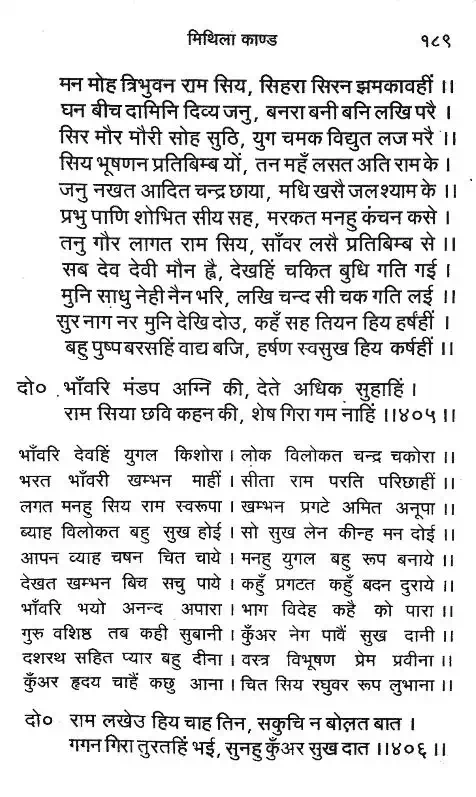 मिथिला काण्ड १८९
मन मोह त्रिभुवन राम सिय, सिहरा सिरन झमकावहीं ।।
घन बीच दामिनि दिव्य जनु, बनरा बनी बनि लखि परै ।
सिर मौर मौरी सोह सुठि, युग चमक विद्युत लज मरै ।।
सिय भूषणन प्रतिबिम्ब यों, तन महँ लसत अति राम के ।
जनु नखत आदित चन्द्र छाया, मधि खसै जल श्याम के ।।
प्रभु पाणि शोभित सीय सह, मरकत मनहु कंचन कसे ।
तनु गौर लागत राम सिय, साँवर लसै प्रतिबिम्ब से ।।
सब देव देवी मौन ह्वै, देखहिं चकित बुधि गति गई ।
मुनि साधु नेही नैन भरि, लखि चन्द सी चक गति लई ।।
सुर नाग नर मुनि देखि दोउ, कहँ सह तियन हिय हर्षहीं ।
बहु पुष्प बरसहिं वाद्य बजि, हर्षण स्वसुख हिय कर्षहीं ।।
दो० भाँवरि मंडप अग्नि की, देते अधिक सुहाहिं ।
राम सिया छवि कहन की, शेष गिरा गम नाहिं ।।४०५।।
भाँवरि देवहिं युगल किशोरा । लोक विलोकत चन्द्र चकोरा ।।
भरत भाँवरी खम्भन माहीं । सीता राम परति परिछाहीं ।।
लगत मनहु सिय राम स्वरूपा । खम्भन प्रगटे अमित अनूपा ।।
ब्याह विलोकत बहु सुख होई । सो सुख लेन कीन्ह मन दोई ।।
आपन व्याह चषन चित चाये । मनहु युगल बहु रूप बनाये ।।
देखत खम्भन बिच सचु पाये । कहुँ प्रगटत कहुँ बदन दुराये ।।
भाँवरि भयो अनन्द अपारा । भाग विदेह कहै को पारा ।।
गुरु वशिष्ठ तब कही सुबानी । कुँअर नेग पावैं सुख दानी ।।
दशरथ सहित प्यार बहु दीना । वस्त्र विभूषण प्रेम प्रवीना ।।
कुँअर हृदय चाहैं कछु आना । चित सिय रघुवर रूप लुभाना ।।
दो० राम लखेउ हिय चाह तिन, सकुचि न बोलत बात ।
गगन गिरा तुरतहिं भई, सुनहु कुँअर सुख दात ।।४०६।।